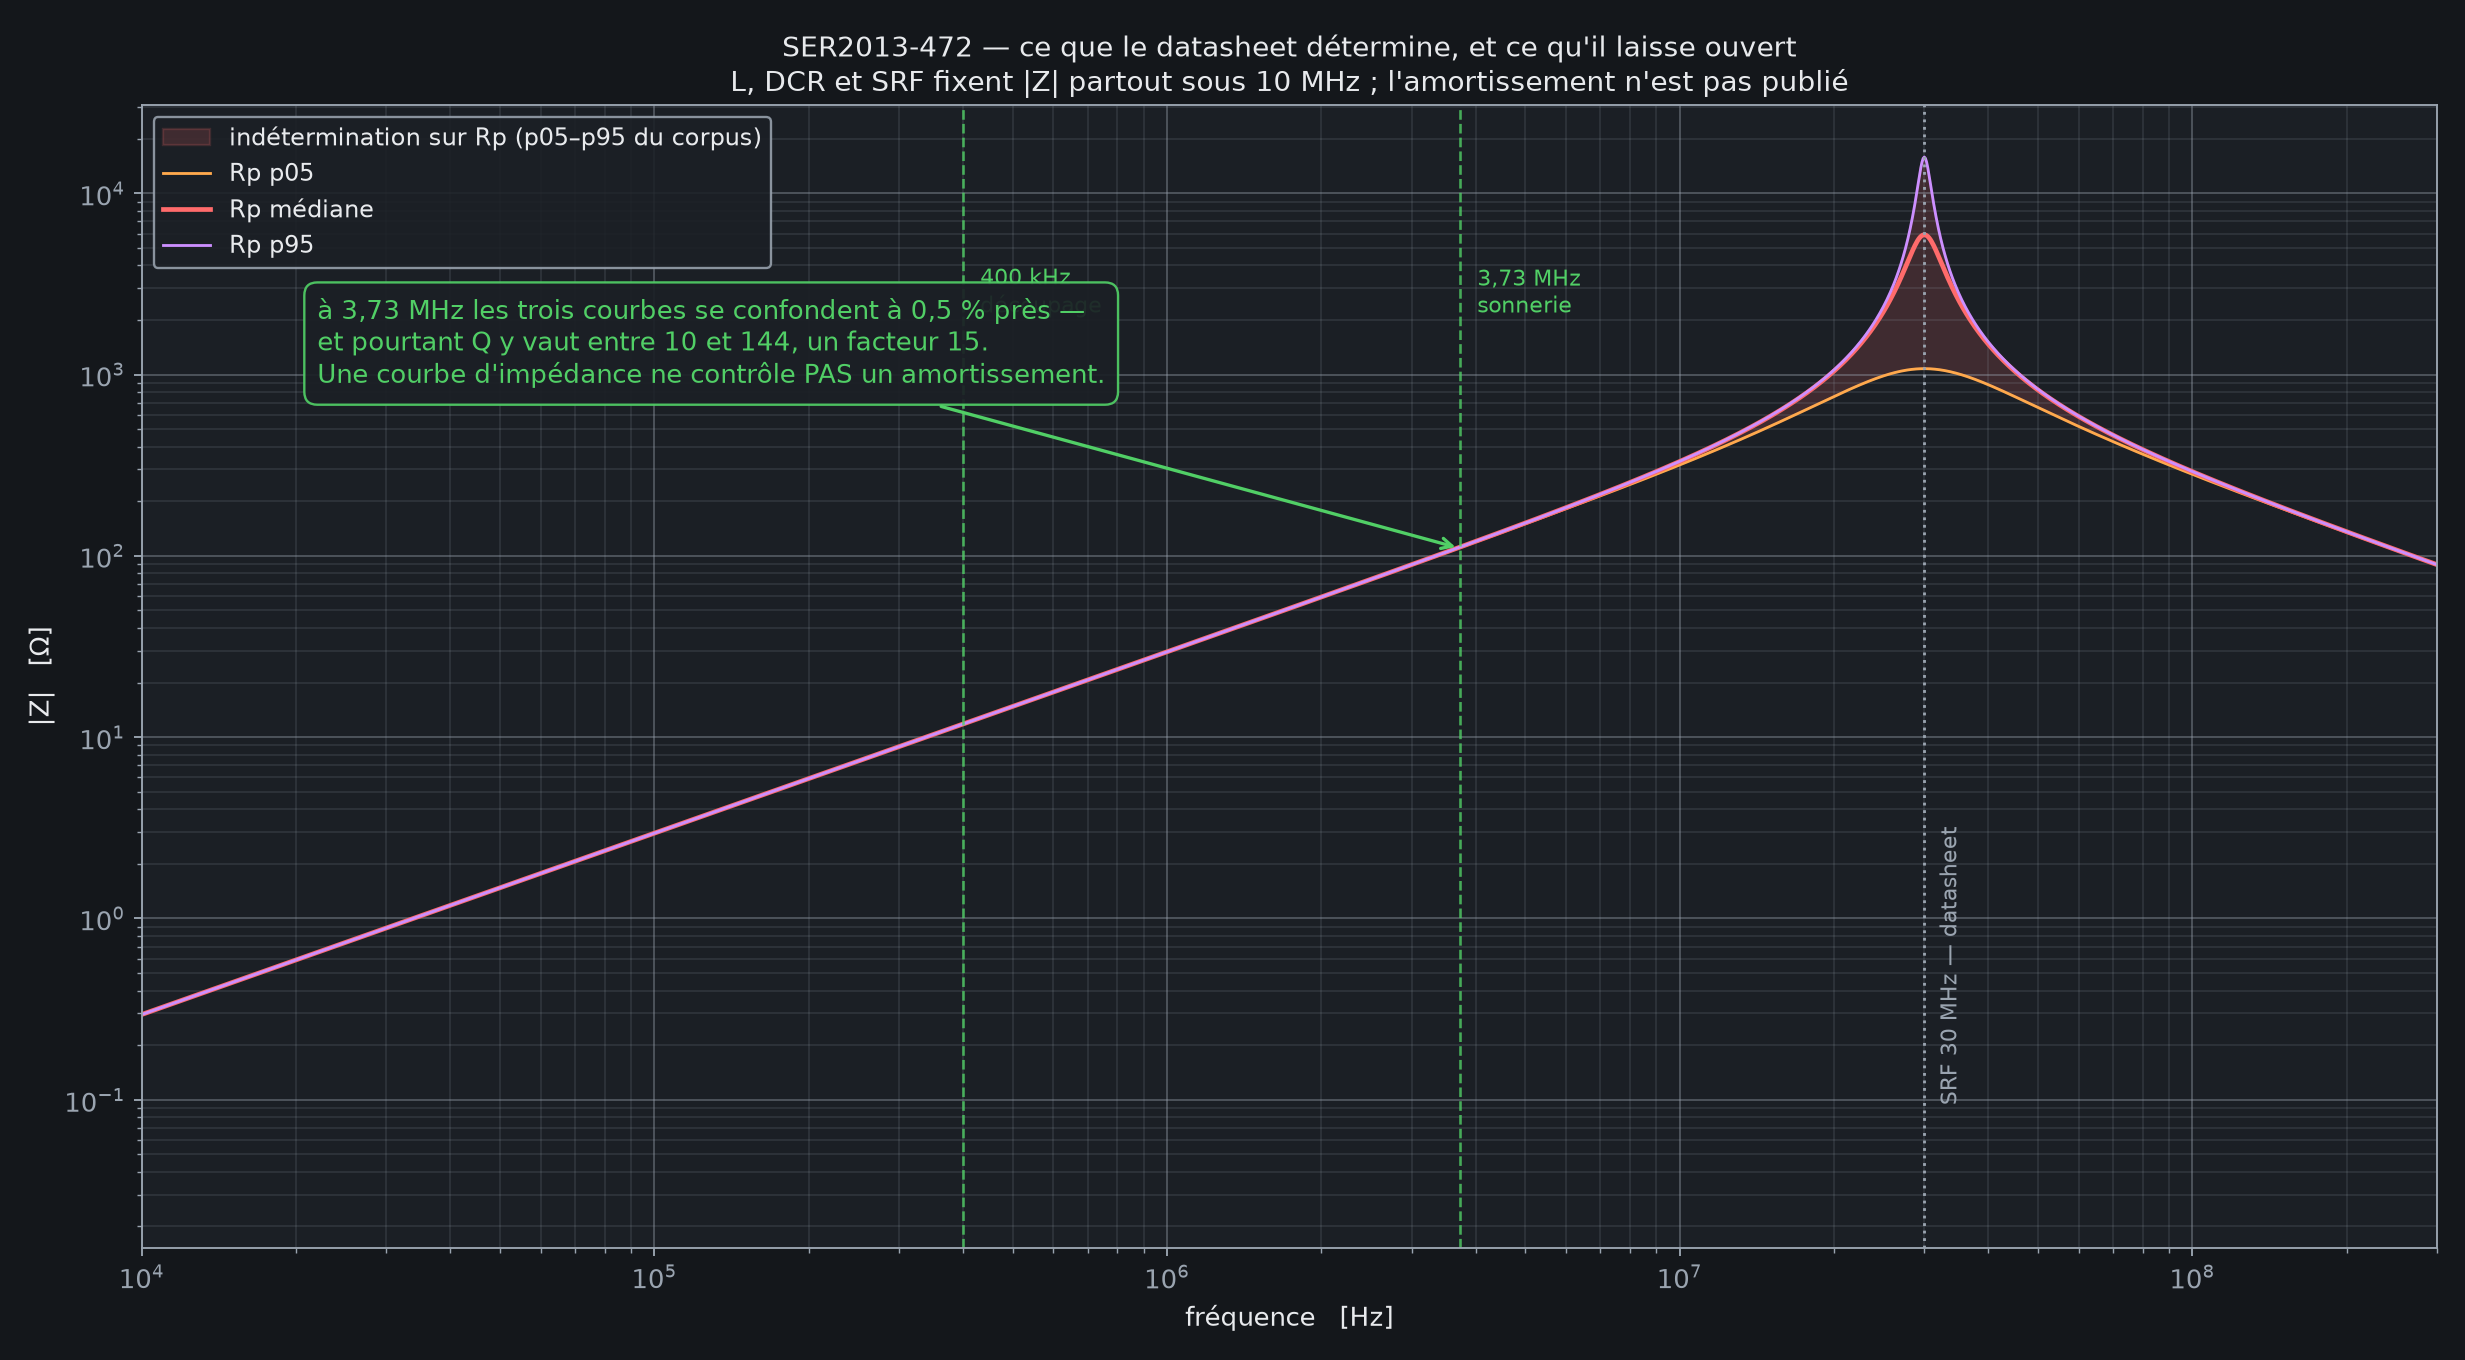 SER2013-472 — ce que le datasheet détermine, et ce qu'il laisse ouvert
L, DCR et SRF fixent |Z| partout sous 10 MHz ; l'amortissement n'est pas publié
indétermination sur Rp (p05–p95 du corpus)
Rp p05
Rp médiane
Rp p95
400 kHz
3,73 MHz
sonnerie
à 3,73 MHz les trois courbes se confondent à 0,5 % près —
et pourtant Q y vaut entre 10 et 144, un facteur 15.
Une courbe d'impédance ne contrôle PAS un amortissement.
SRF 30 MHz — datasheet
|Z| [Ω]
10⁴
10³
10²
10¹
10⁰
10⁻¹
10⁴ 10⁵ 10⁶ 10⁷ 10⁸
fréquence [Hz]